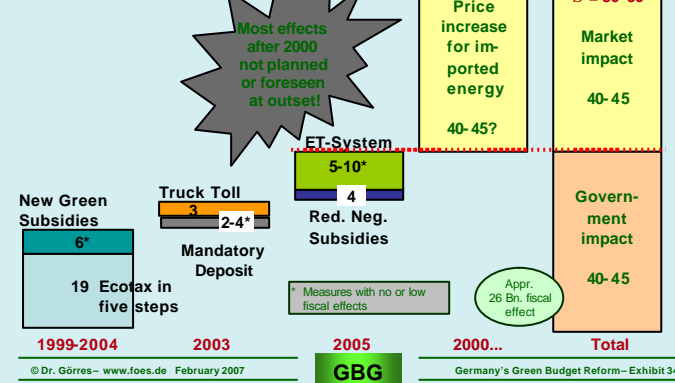 Most effects
after 2000
not planned
or foreseen
at outset!
Price
increase
for im-
ported
energy
40-45?
Market
impact
40-45
ET-System
5-10*
4
Red. Neg.
Subsidies
New Green
Subsidies
6*
19 Ecotax in
five steps
Truck Toll
3
2-4*
Mandatory
Deposit
* Measures with no or low
fiscal effects
Appr.
26 Bn. fiscal
effect
Govern-
ment
impact
40-45
1999-2004
2003
2005
2000...
Total
© Dr. Görres – www.foes.de February 2007
GBG
Germany's Green Budget Reform – Exhibit 34